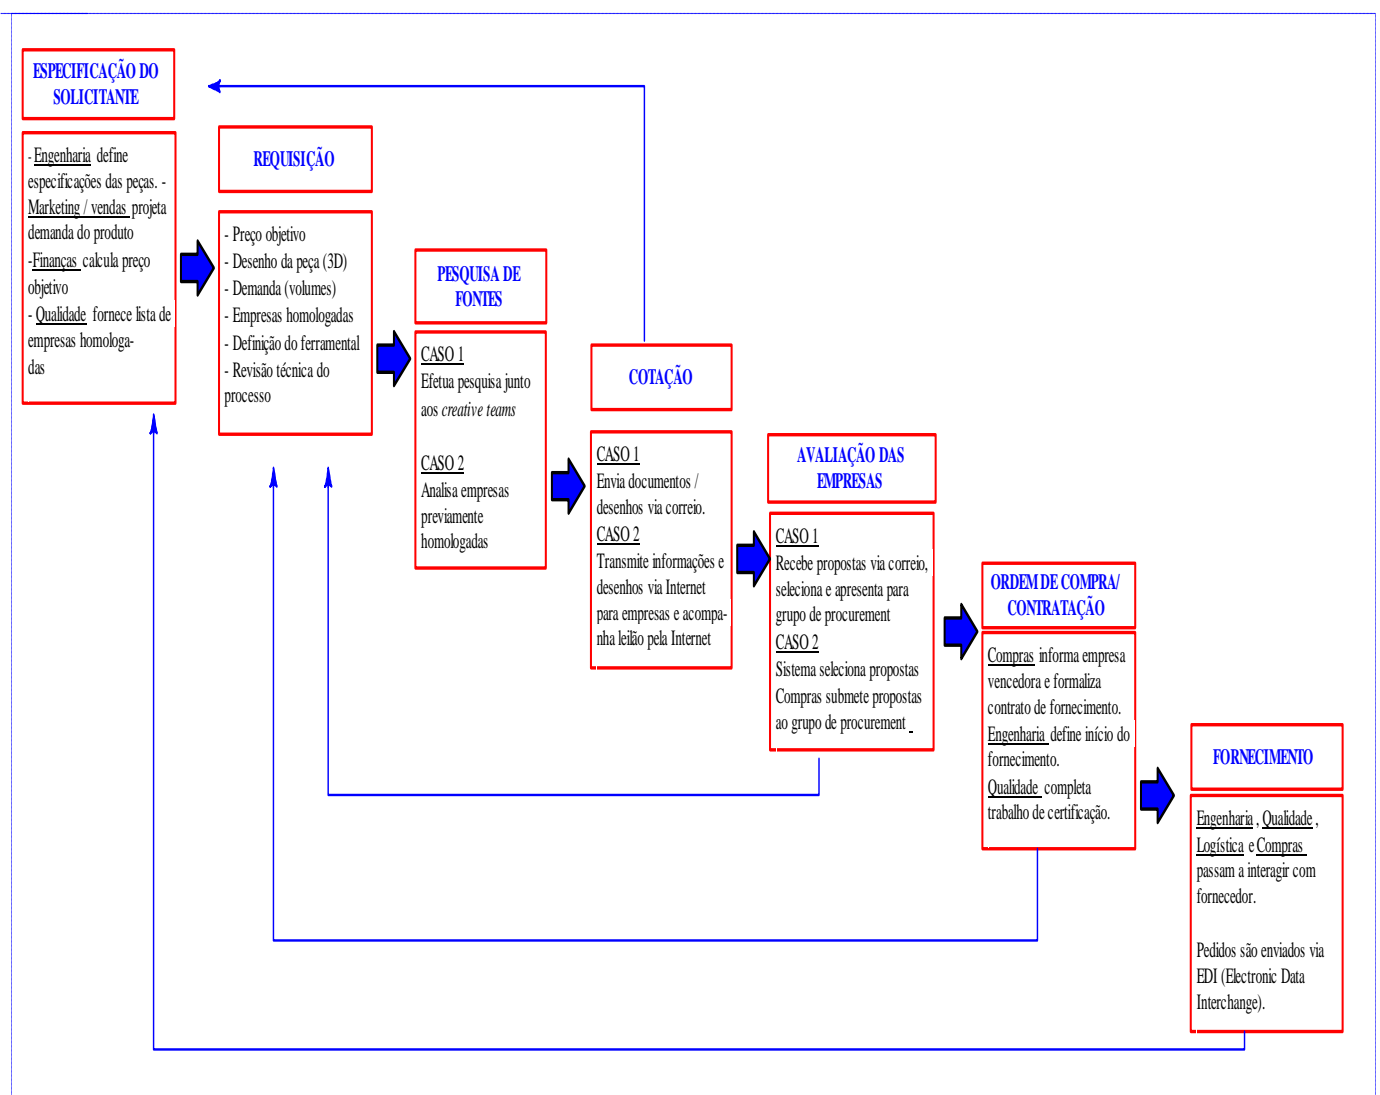 ESPECIFICAÇÃO DO
SOLICITANTE
- Engenharia define
especificações das peças. -
Marketing / vendas projeta
demanda do produto
-Finanças calcula preço
objetivo
- Qualidade fornece lista de
empresas homologa-
das
REQUISIÇÃO
- Preço objetivo
- Desenho da peça (3D)
- Demanda (volumes)
- Empresas homologadas
- Definição do ferramental
- Revisão técnica do
processo
PESQUISA DE
FONTES
CASO 1
Efetua pesquisa junto
aos creative teams
CASO 2
Analisa empresas
previamente
homologadas
COTAÇÃO
CASO 1
Envia documentos /
desenhos via correio.
CASO 2
Transmite informações e
desenhos via Internet
para empresas e acompa-
nha leilão pela Internet
AVALIAÇÃO DAS
EMPRESAS
CASO 1
Recebe propostas via correio,
seleciona e apresenta para
grupo de procurement
CASO 2
Sistema seleciona propostas
Compras submete propostas
ao grupo de procurement
ORDEM DE COMPRA/
CONTRATAÇÃO
Compras informa empresa
vencedora e formaliza
contrato de fornecimento.
Engenharia define início do
fornecimento.
Qualidade completa
trabalho de certificação.
FORNECIMENTO
Engenharia , Qualidade ,
Logística e Compras
passam a interagir com
fornecedor.
Pedidos são enviados via
EDI (Electronic Data
Interchange).